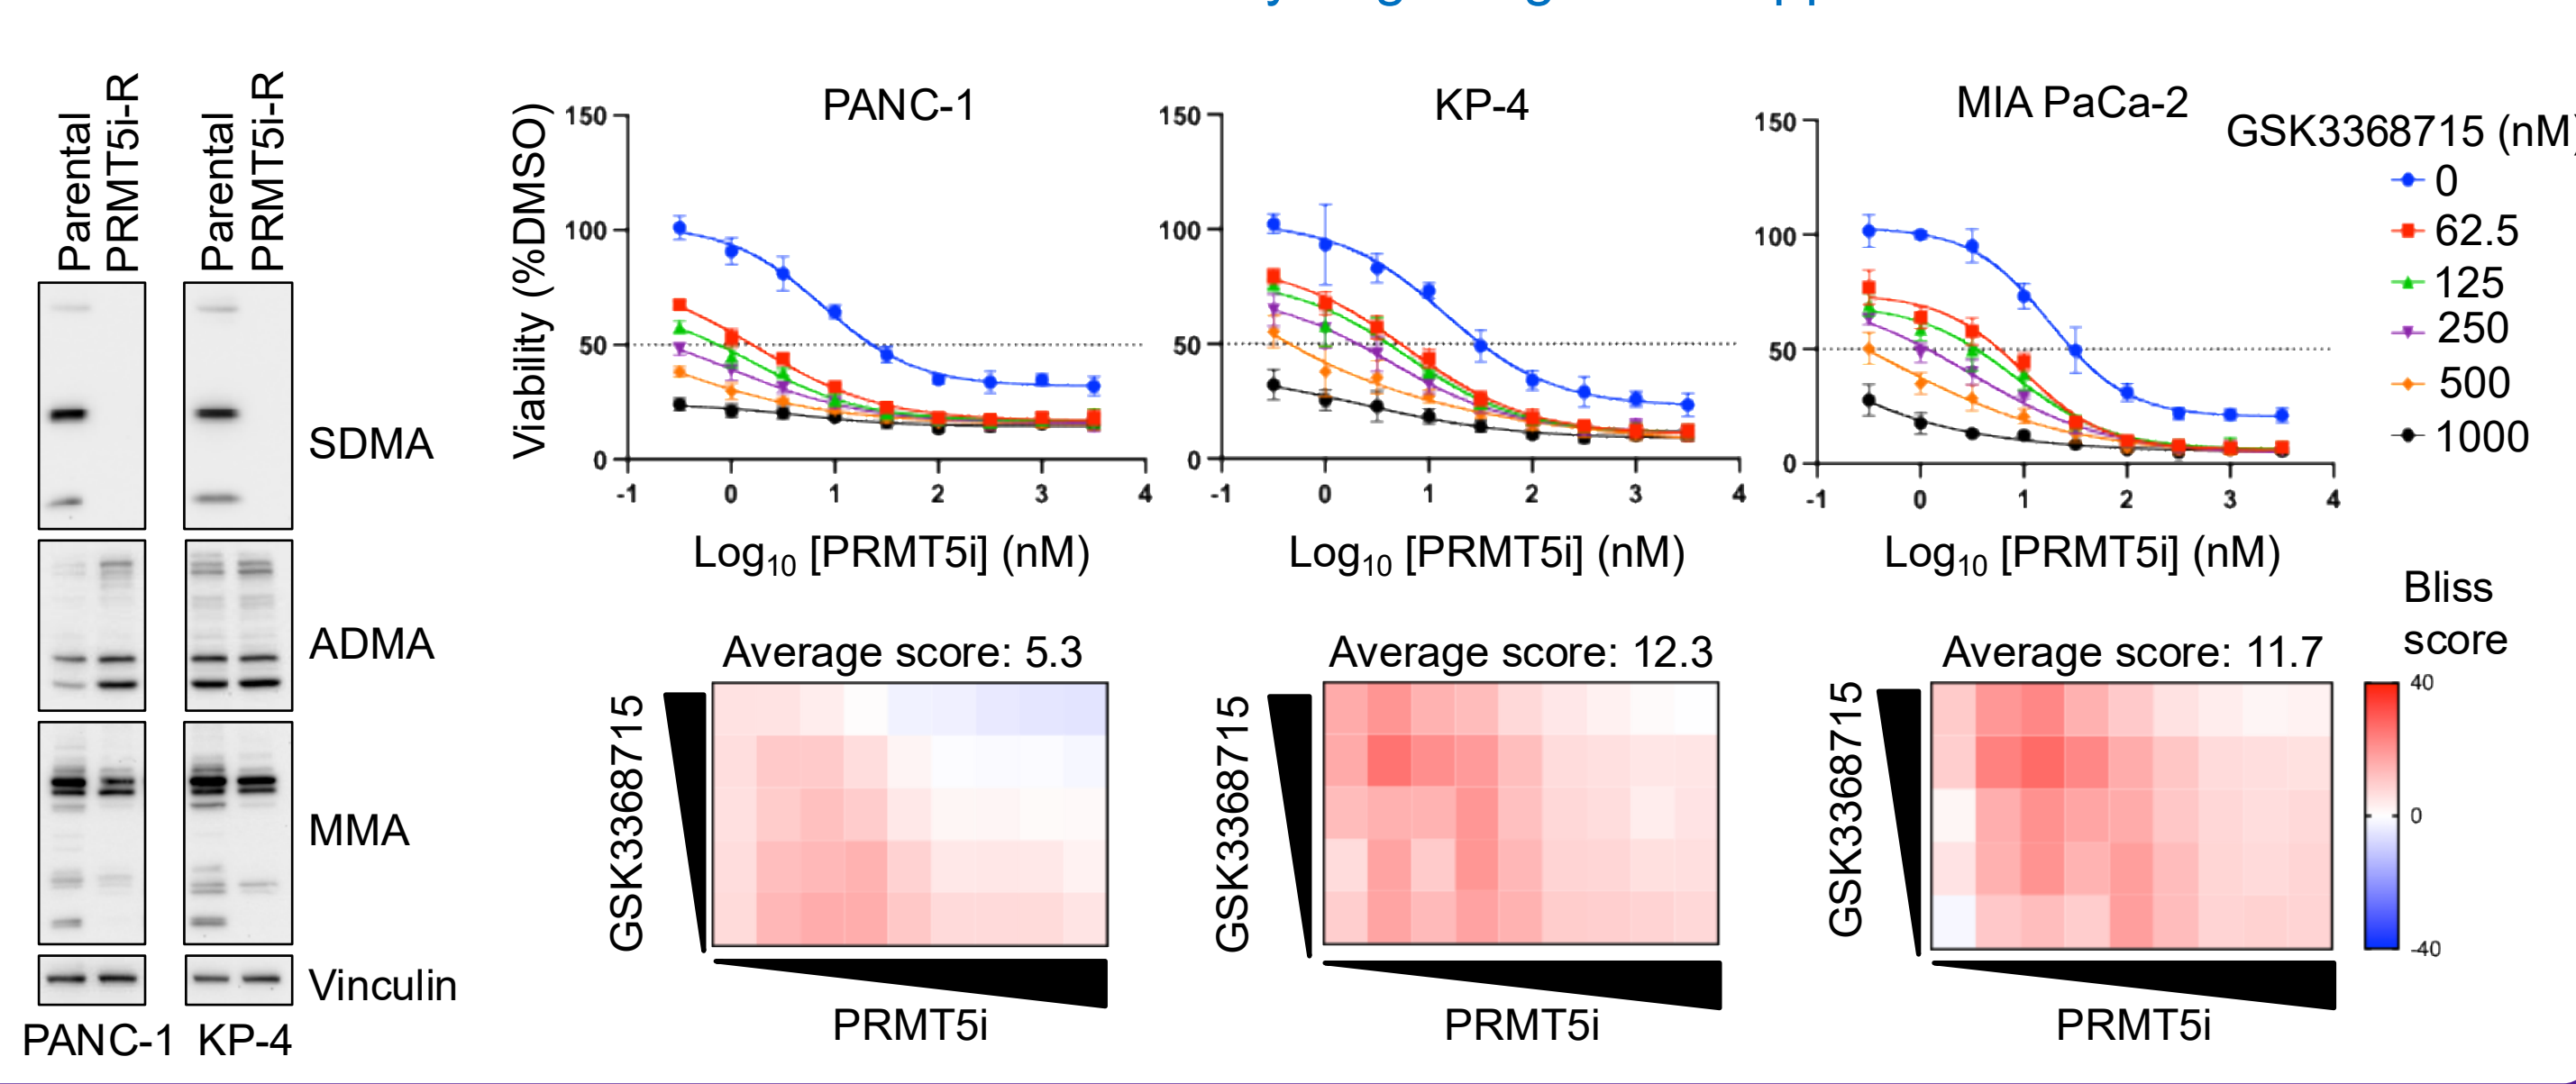 Parental
PRMT5i-R
Parental
PRMT5i-R
SDMA
ADMA
MMA
Vinculin
PANC-1
KP-4
Viability (%DMSO)
PANC-1
150
100
50
0
-1
0
1
2
3
4
Log10 [PRMT5i] (nM)
KP-4
150
100
50
0
-1
0
1
2
3
4
Log10 [PRMT5i] (nM)
MIA PaCa-2
150
100
50
0
-1
0
1
2
3
4
Log10 [PRMT5i] (nM)
GSK3368715 (nM)
0
62.5
125
250
500
1000
Average score: 5.3
GSK3368715
PRMT5i
Average score: 12.3
GSK3368715
PRMT5i
Average score: 11.7
GSK3368715
PRMT5i
Bliss
score
40
0
-40